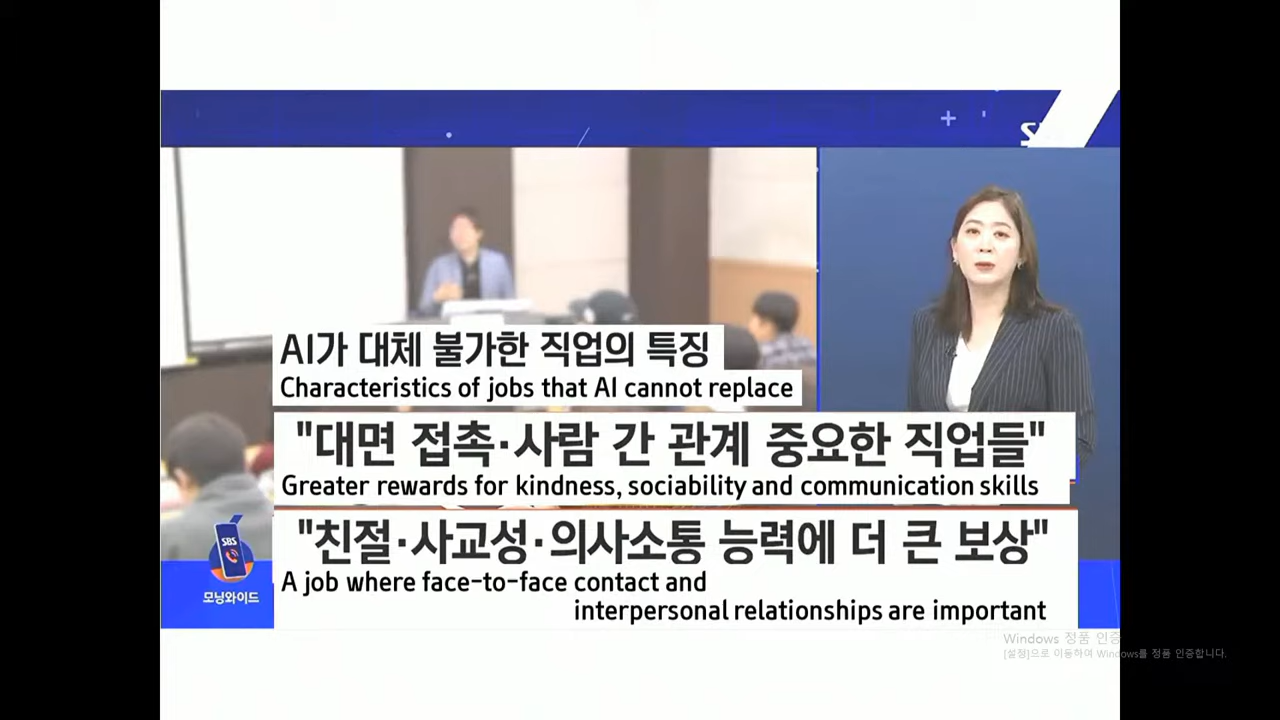 AI가 대체 불가한 직업의 특징
Characteristics of jobs that AI cannot replace
"대면 접촉·사람 간 관계 중요한 직업들"
Greater rewards for kindness, sociability and communication skills
"친절·사교성·의사소통 능력에 더 큰 보상"
A job where face-to-face contact and
interpersonal relationships are important
SBS
모닝와이드
Windows 정품 인증
[설정]으로 이동하여 Windows를 정품 인증합니다.